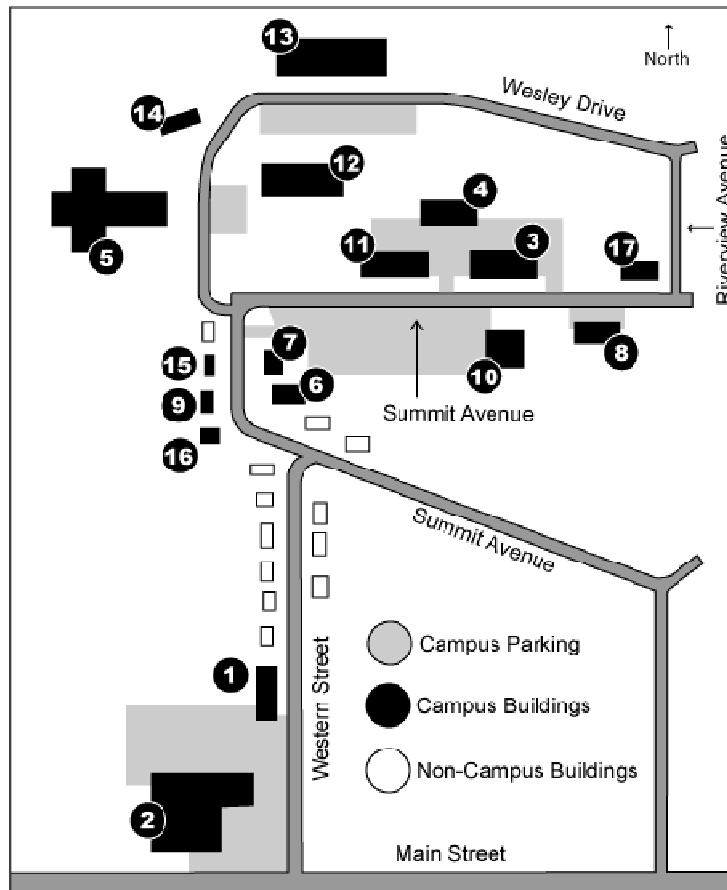 13
North
Wesley Drive
14
12
4
Riverview Avenue
5
11
3
17
7
15
10
8
6
9
Summit Avenue
16
Summit Avenue
Campus Parking
1
Western Street
Campus Buildings
Non-Campus Buildings
2
Main Street